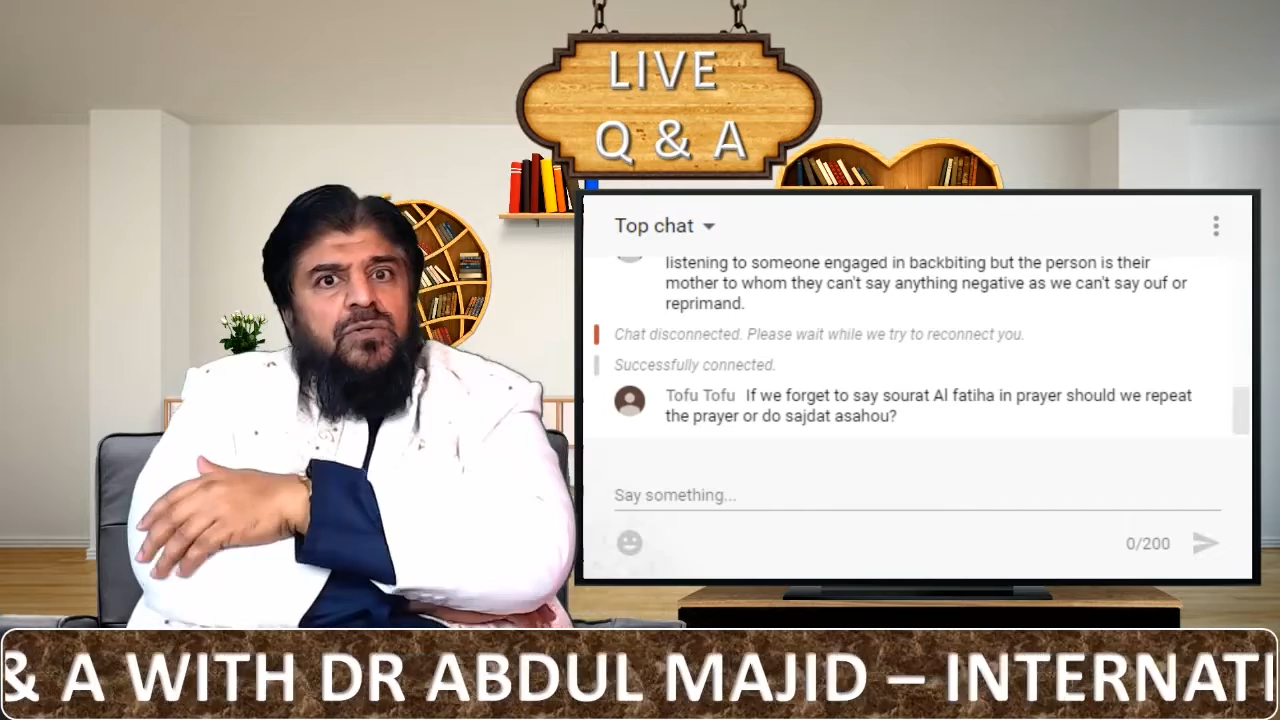 LIVE
Q & A
Top chat
listening to someone engaged in backbiting but the person is their
mother to whom they can't say anything negative as we can't say ouf or
reprimand.
Chat disconnected. Please wait while we try to reconnect you.
Successfully connected.
Tofu Tofu If we forget to say sourat Al fatiha in prayer should we repeat
the prayer or do sajdat asahou?
Say something...
0/200
& A WITH DR ABDUL MAJID – INTERNATI